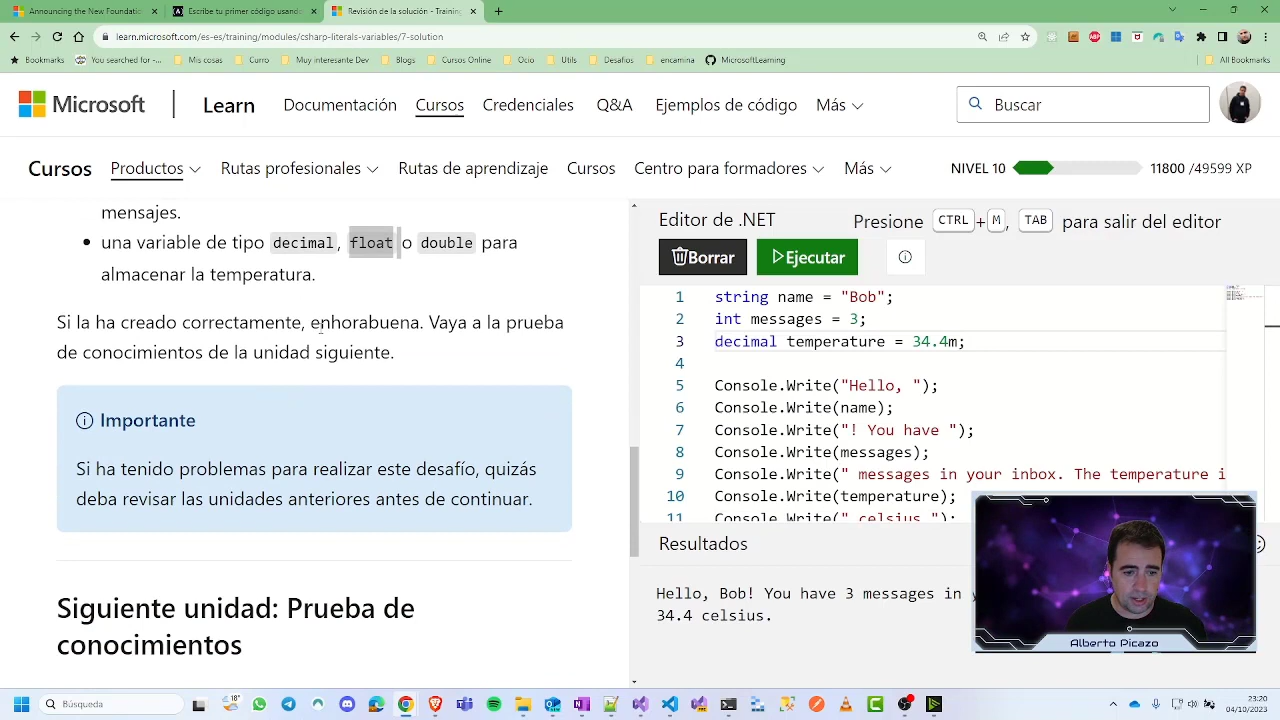 Announcing the New Foundatio
Escribe tu primer código usando
Revisión de la solución - Training
learn.microsoft.com/es-es/training/modules/csharp-literals-variables/7-solution
Bookmarks
You searched for -...
Mis cosas
Curro
Muy interesante Dev
Blogs
Cursos Online
Ocio
Utils
Desafios
encamina
MicrosoftLearning
All Bookmarks
Microsoft
Learn
Documentación
Cursos
Credenciales
Q&A
Ejemplos de código
Más
Buscar
Cursos
Productos
Rutas profesionales
Rutas de aprendizaje
Cursos
Centro para formadores
Más
NIVEL 10
11800 /49599 XP
mensajes.
una variable de tipo decimal, float o double para
almacenar la temperatura.
Si la ha creado correctamente, enhorabuena. Vaya a la prueba
de conocimientos de la unidad siguiente.
Importante
Si ha tenido problemas para realizar este desafío, quizás
deba revisar las unidades anteriores antes de continuar.
Siguiente unidad: Prueba de
conocimientos
Editor de .NET
Presione CTRL + M, TAB para salir del editor
Borrar
Ejecutar
1 string name = "Bob";
2 int messages = 3;
3 decimal temperature = 34.4m;
4
5 Console.Write("Hello, ");
6 Console.Write(name);
7 Console.Write("! You have ");
8 Console.Write(messages);
9 Console.Write(" messages in your inbox. The temperature i
10 Console.Write(temperature);
11 Console.Write(" celsius.");
Resultados
Hello, Bob! You have 3 messages in y
34.4 celsius.
Alberto Picazo
18°
Búsqueda
23:20
04/10/2023